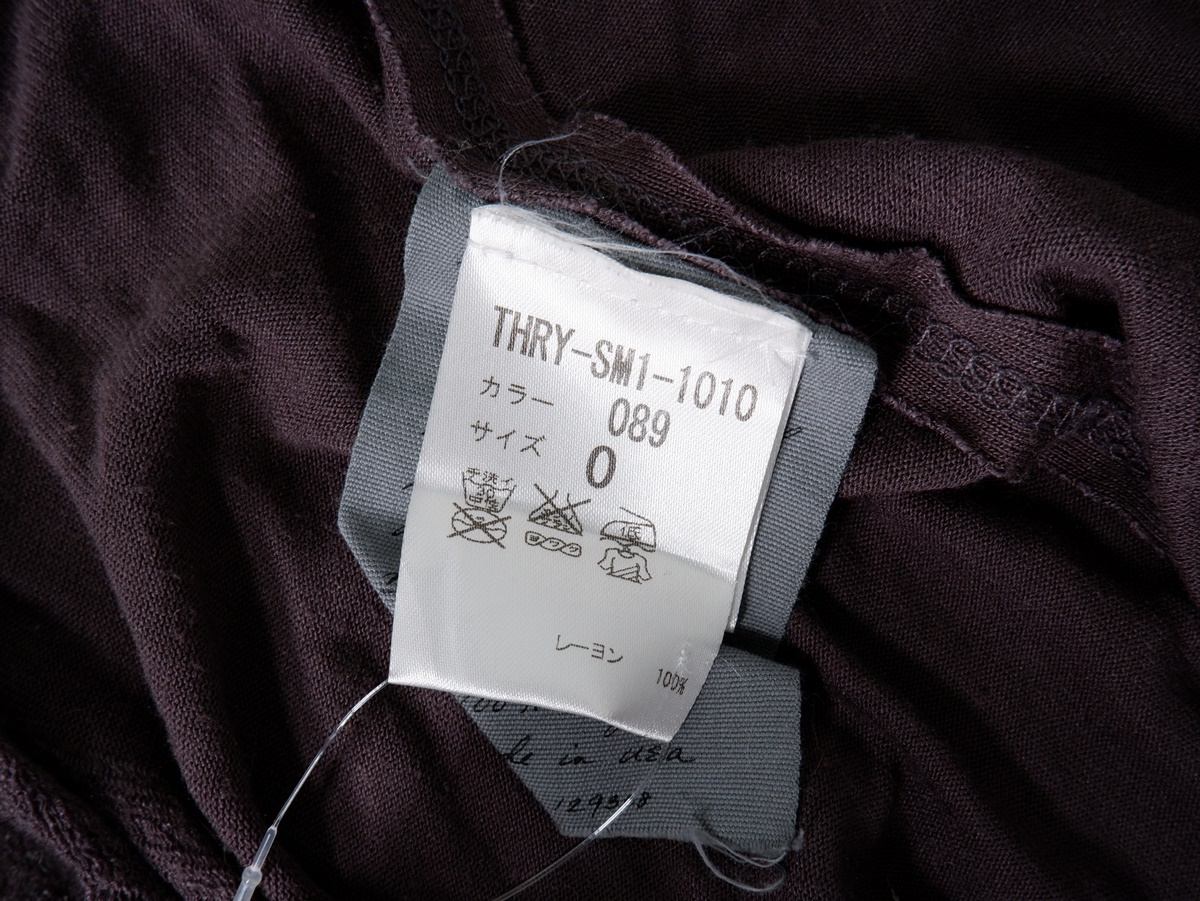 THRY-SM1-1010
カラー 089
サイズ 0
手洗イ
低
レーヨン
100%
in USA